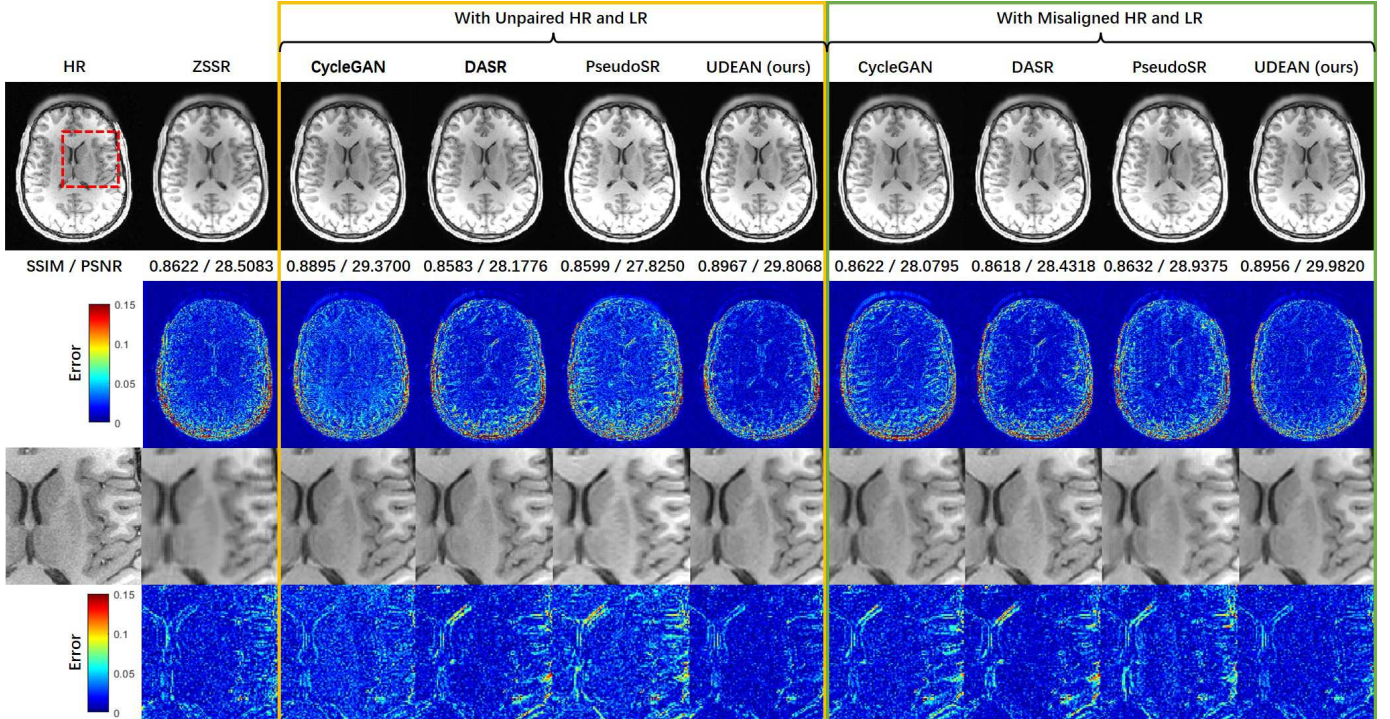 With Unpaired HR and LR
With Misaligned HR and LR
HR ZSSR CycleGAN DASR PseudoSR UDEAN (ours) CycleGAN DASR PseudoSR UDEAN (ours)
SSIM / PSNR 0.8622 / 28.5083 0.8895 / 29.3700 0.8583 / 28.1776 0.8599 / 27.8250 0.8967 / 29.8068 0.8622 / 28.0795 0.8618 / 28.4318 0.8632 / 28.9375 0.8956 / 29.9820
Error
0.15
0.1
0.05
0
Error
0.15
0.1
0.05
0